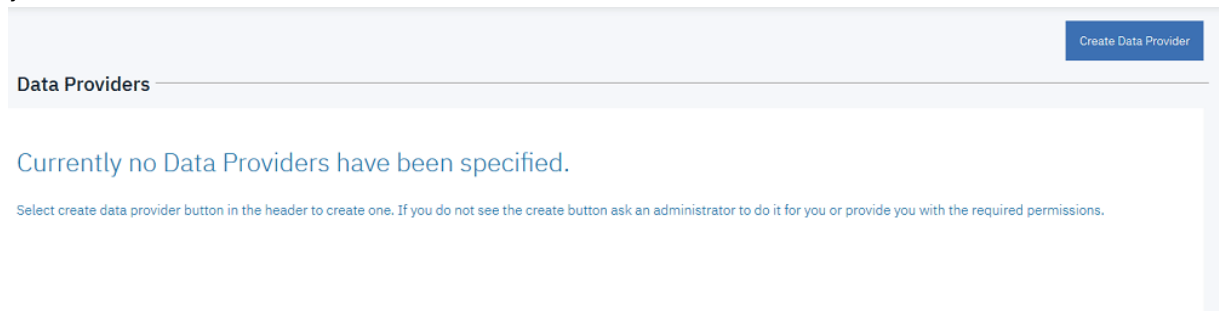 Create Data Provider
Data Providers
Currently no Data Providers have been specified.
Select create data provider button in the header to create one. If you do not see the create button ask an administrator to do it for you or provide you with the required permissions.